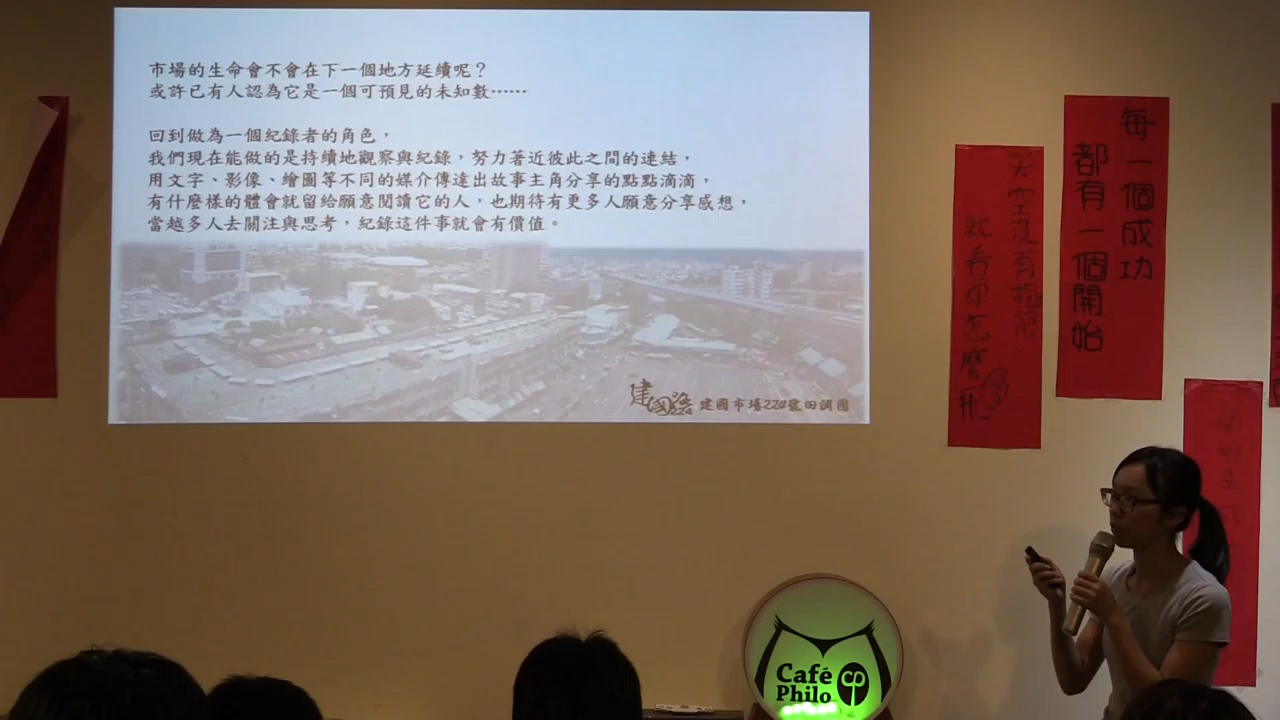 市場的生命會不會在下一個地方延續呢？
或許已有人認為它是一個可預見的未知數……
回到做為一個紀錄者的角色，
我們現在能做的是持續地觀察與紀錄，努力著近彼此之間的連結，
用文字、影像、繪圖等不同的媒介傳達出故事主角分享的點點滴滴，
有什麼樣的體會就留給願意閱讀它的人，也期待有更多人願意分享感想，
當越多人去關注與思考，紀錄這件事就會有價值。
建國市場224號田調團
每一個成功
都有一個開始
天空沒有極限
就看你怎麼飛
Café
Philo